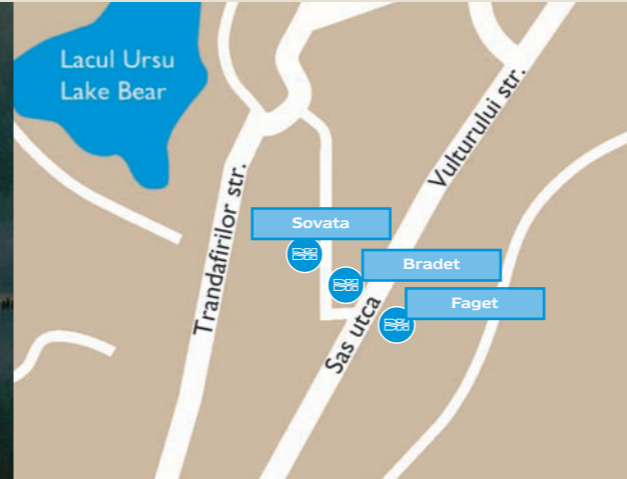 Lacul Ursu
Lake Bear
Vulturului str.
Trandafirilor str.
Sovata
Bradet
Faget
Sas utca